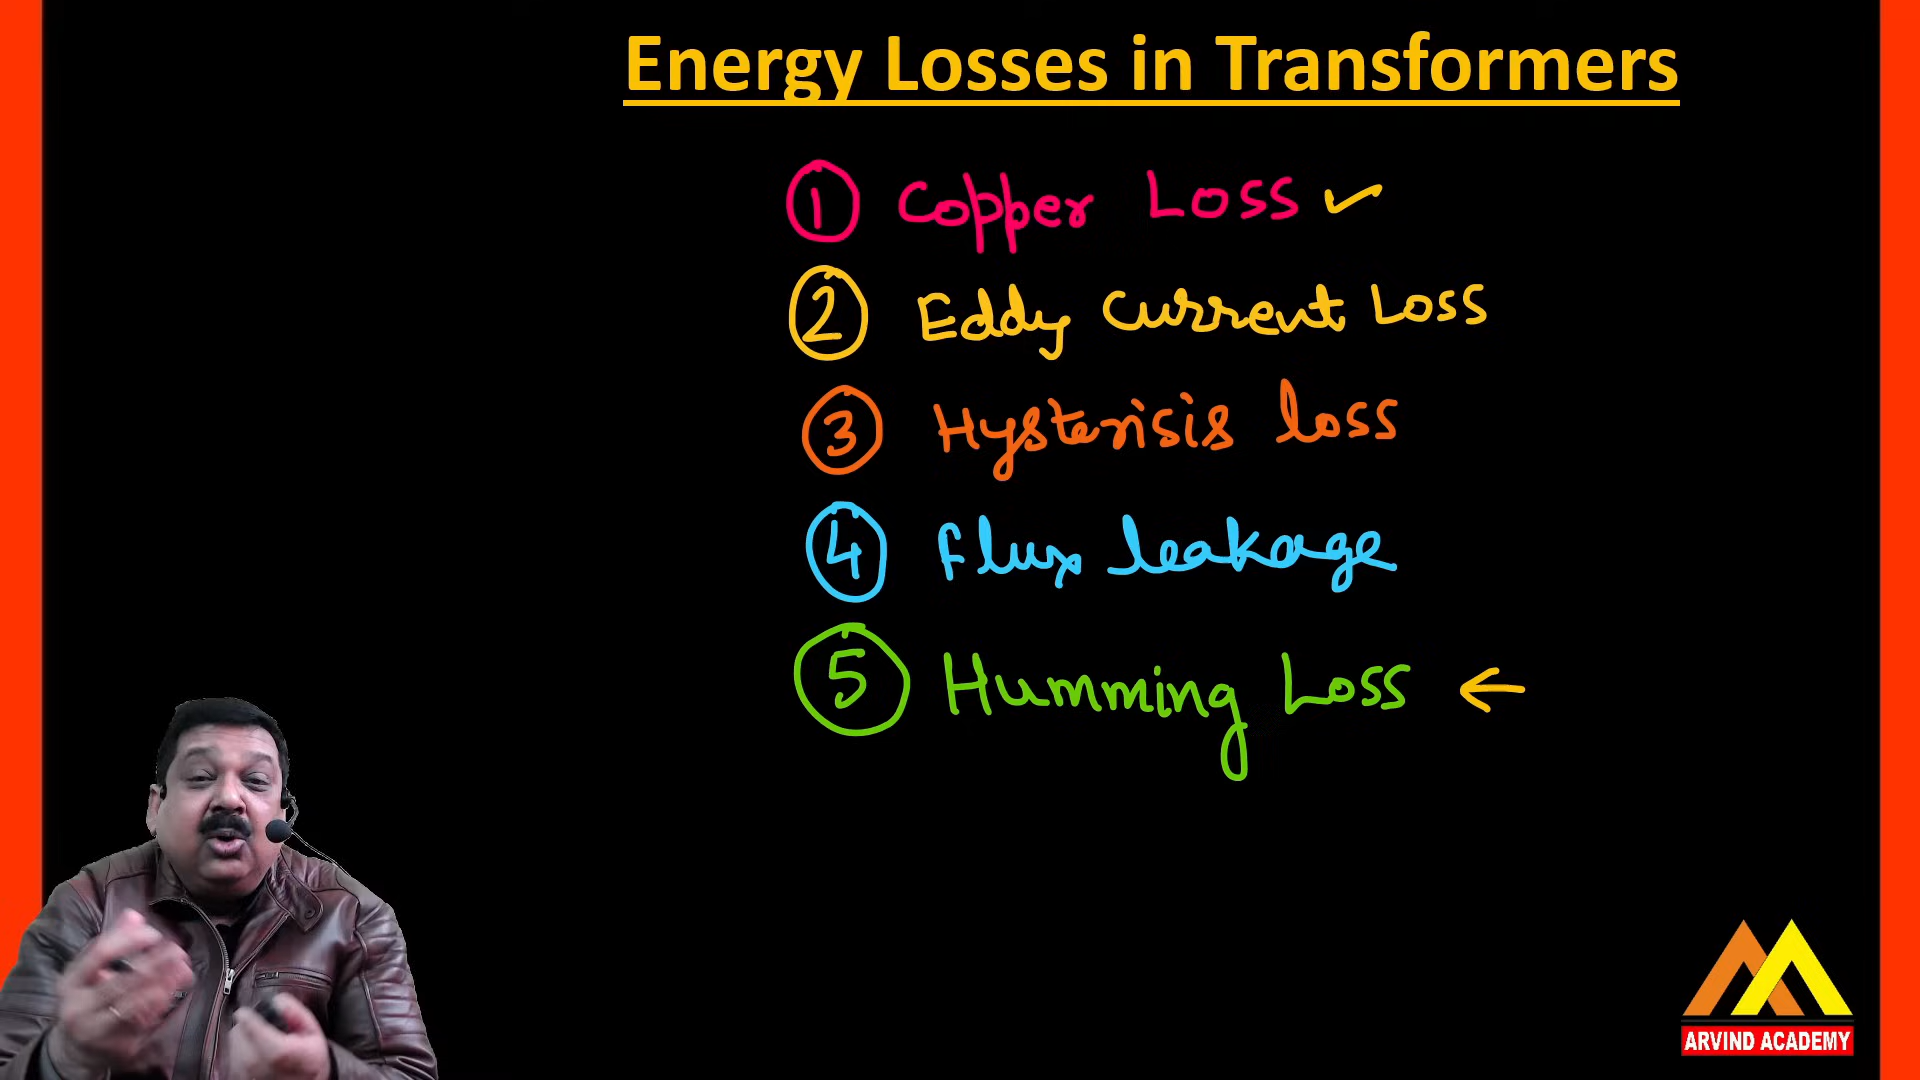 Energy Losses in Transformers
1 Copper Loss
2 Eddy Current Loss
3 Hysterisis loss
4 Flux leakage
5 Humming Loss
ARVIND ACADEMY